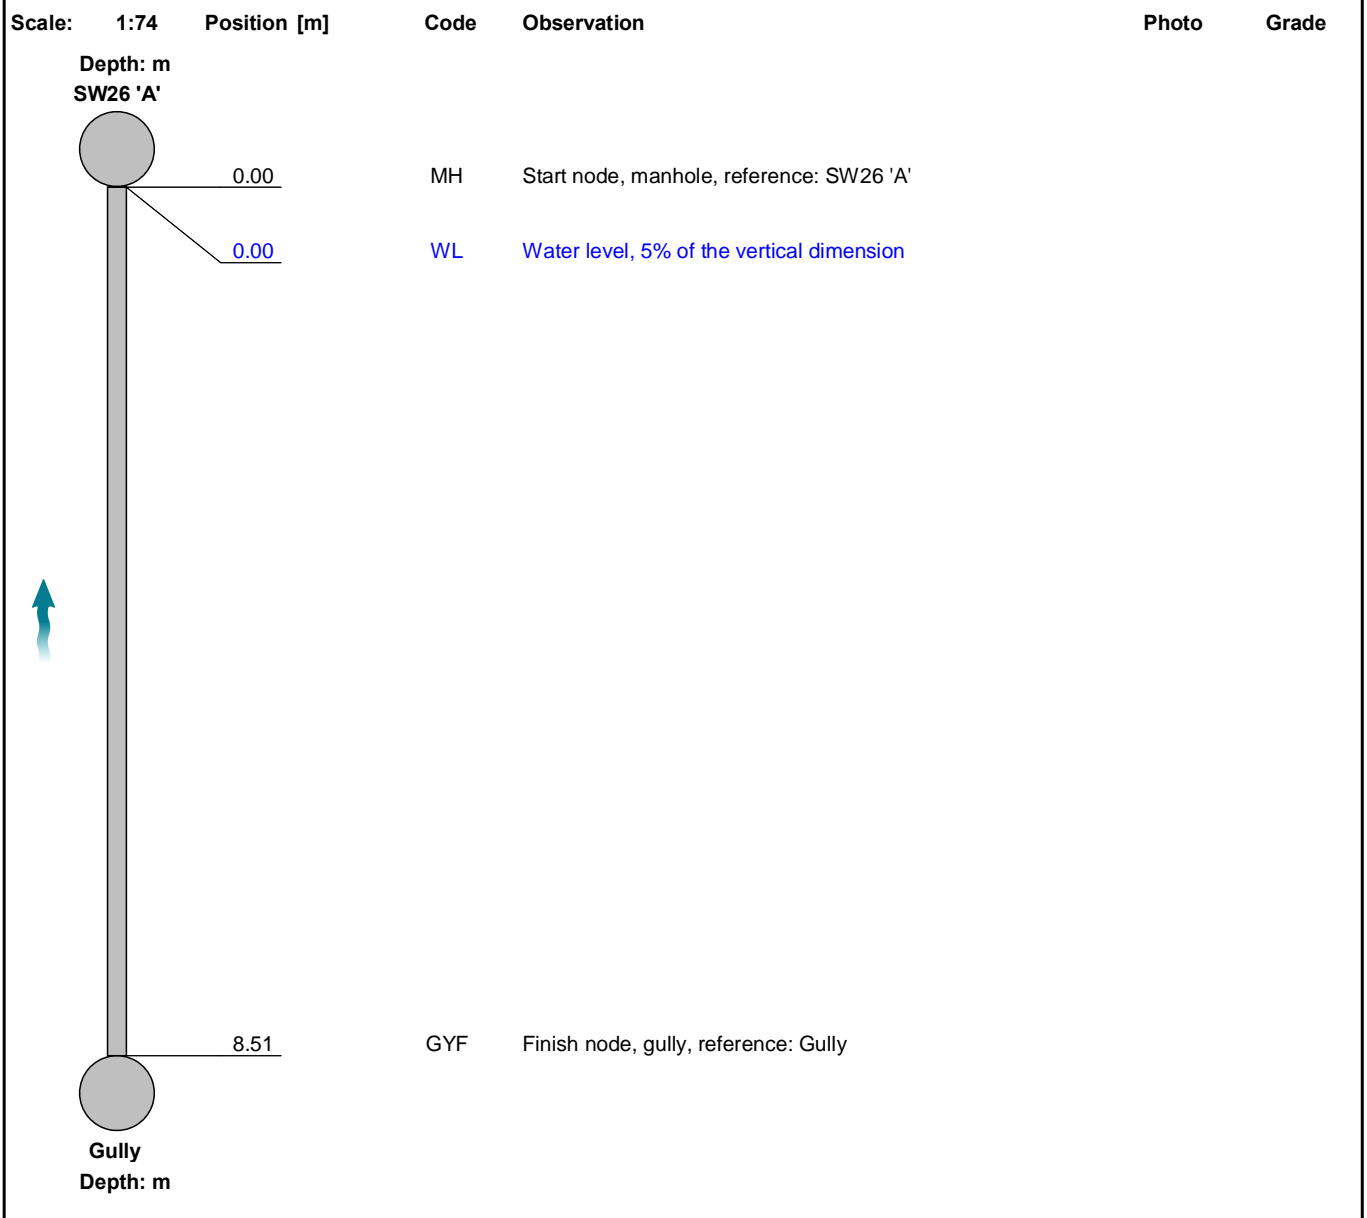 Scale: 1:74 Position [m] Code Observation Photo Grade
Depth: m
SW26 'A'
0.00 MH Start node, manhole, reference: SW26 'A'
0.00 WL Water level, 5% of the vertical dimension
8.51 GYF Finish node, gully, reference: Gully
Gully
Depth: m